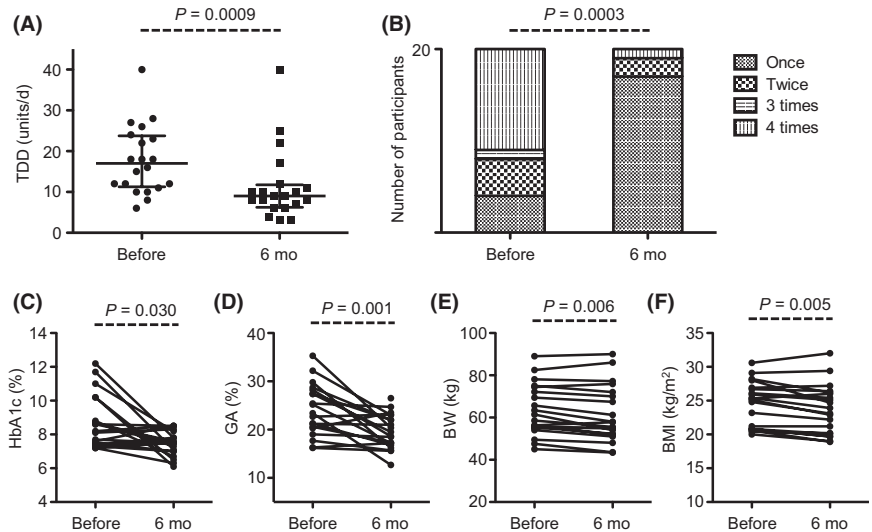 (A)
P = 0.0009
TDD (units/d)
40
30
20
10
0
Before
6 mo
(B)
P = 0.0003
Number of participants
20
Before
6 mo
Once
Twice
3 times
4 times
(C)
P = 0.030
HbA1c (%)
14
12
10
8
6
4
Before
6 mo
(D)
P = 0.001
GA (%)
40
30
20
10
Before
6 mo
(E)
P = 0.006
BW (kg)
100
80
60
40
20
Before
6 mo
(F)
P = 0.005
BMI (kg/m²)
35
30
25
20
15
10
Before
6 mo